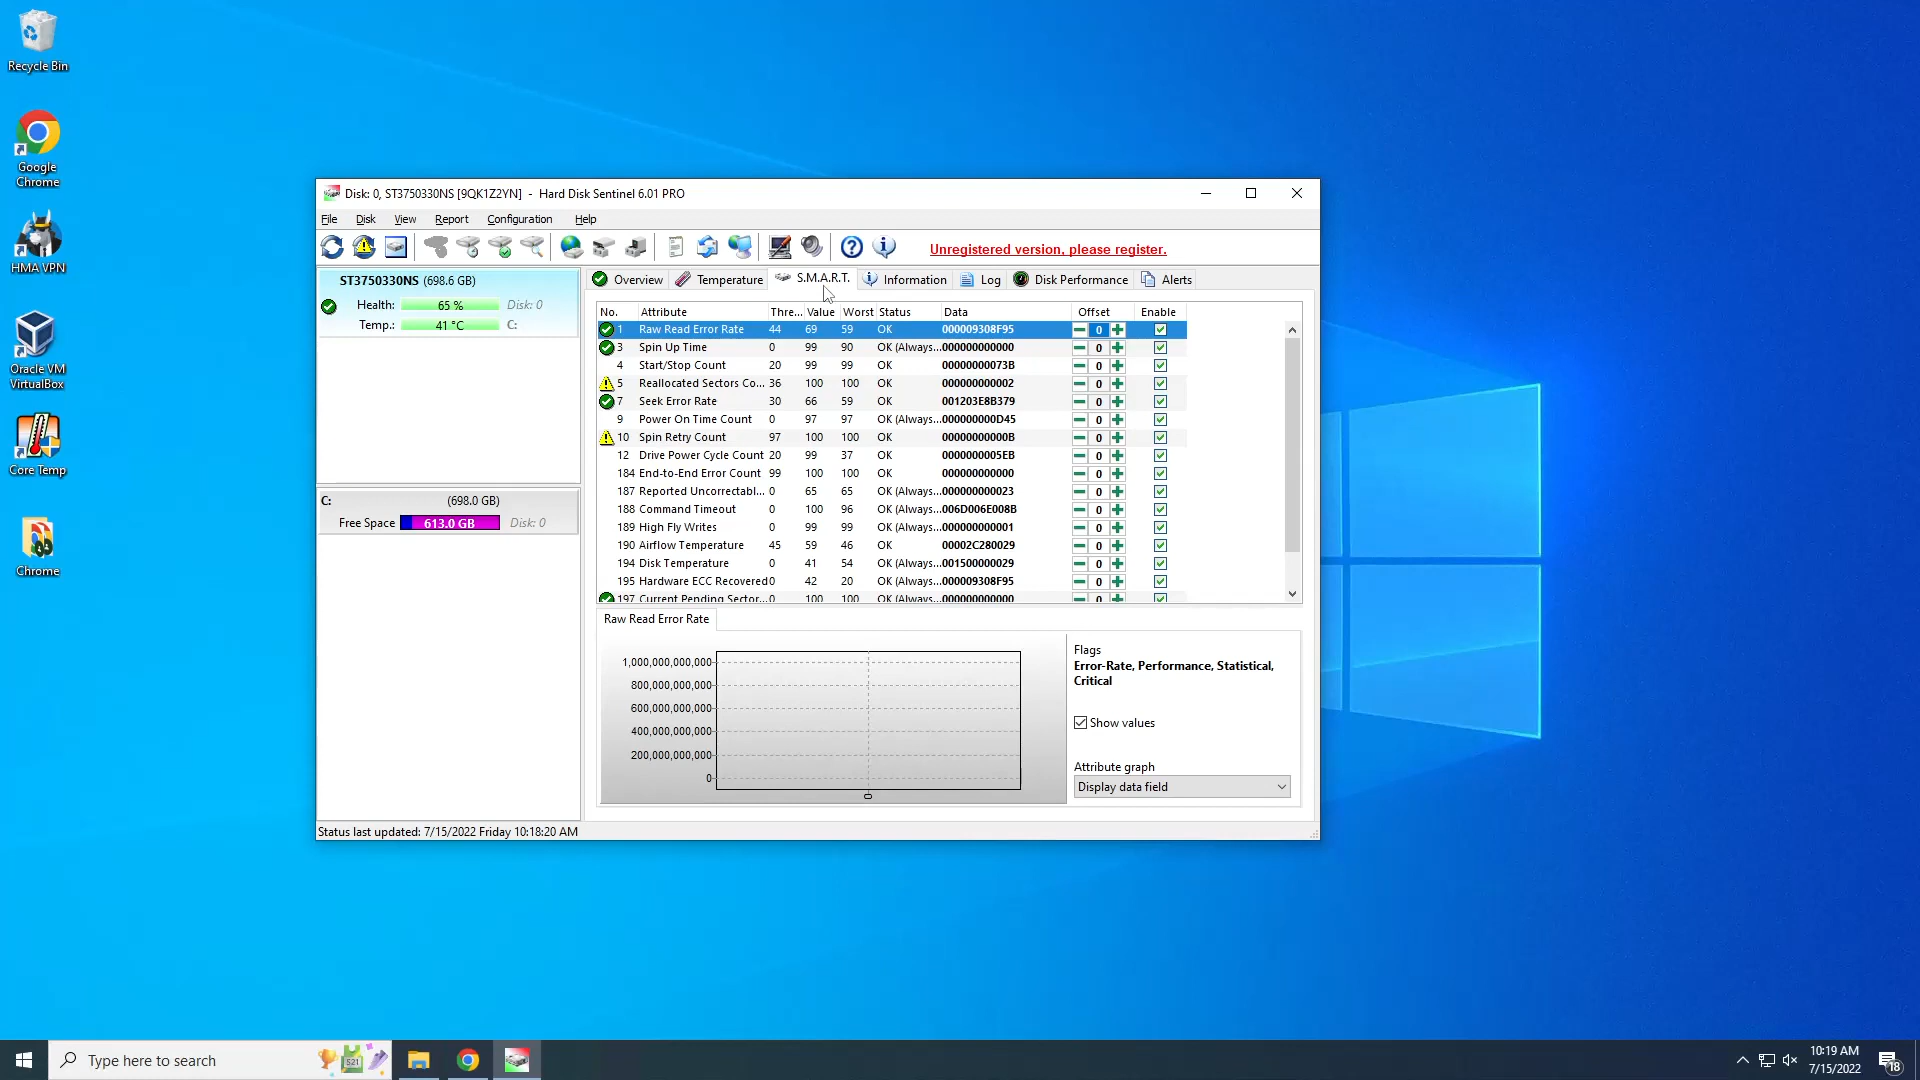 Recycle Bin
Google
Chrome
HMA VPN
Oracle VM
VirtualBox
Core Temp
Chrome
Disk: 0, ST3750330NS [9QK1Z2YN] - Hard Disk Sentinel 6.01 PRO
File Disk View Report Configuration Help
Unregistered version, please register.
ST3750330NS (698.6 GB)
Health: 65 % Disk: 0
Temp.: 41 °C C:
C: (698.0 GB)
Free Space 613.0 GB Disk: 0
Overview Temperature S.M.A.R.T. Information Log Disk Performance Alerts
No. Attribute Thre... Value Worst Status Data Offset Enable
1 Raw Read Error Rate 44 69 59 OK 000009308F95 0
3 Spin Up Time 0 99 90 OK (Always... 000000000000 0
4 Start/Stop Count 20 99 99 OK 00000000073B 0
5 Reallocated Sectors Co... 36 100 100 OK 000000000002 0
7 Seek Error Rate 30 66 59 OK 001203E8B379 0
9 Power On Time Count 0 97 97 OK (Always... 000000000D45 0
10 Spin Retry Count 97 100 100 OK 00000000000B 0
12 Drive Power Cycle Count 20 99 37 OK 0000000005EB 0
184 End-to-End Error Count 99 100 100 OK 000000000000 0
187 Reported Uncorrectabl... 0 65 65 OK (Always... 000000000023 0
188 Command Timeout 0 100 96 OK (Always... 006D006E008B 0
189 High Fly Writes 0 99 99 OK (Always... 000000000001 0
190 Airflow Temperature 45 59 46 OK 00002C280029 0
194 Disk Temperature 0 41 54 OK (Always... 001500000029 0
195 Hardware ECC Recovered 0 42 20 OK (Always... 000009308F95 0
197 Current Pending Sector... 0 100 100 OK (Always... 000000000000 0
Raw Read Error Rate
1,000,000,000,000
800,000,000,000
600,000,000,000
400,000,000,000
200,000,000,000
0
0
Flags
Error-Rate, Performance, Statistical,
Critical
Show values
Attribute graph
Display data field
Status last updated: 7/15/2022 Friday 10:18:20 AM
Type here to search
S21
10:19 AM
7/15/2022
18